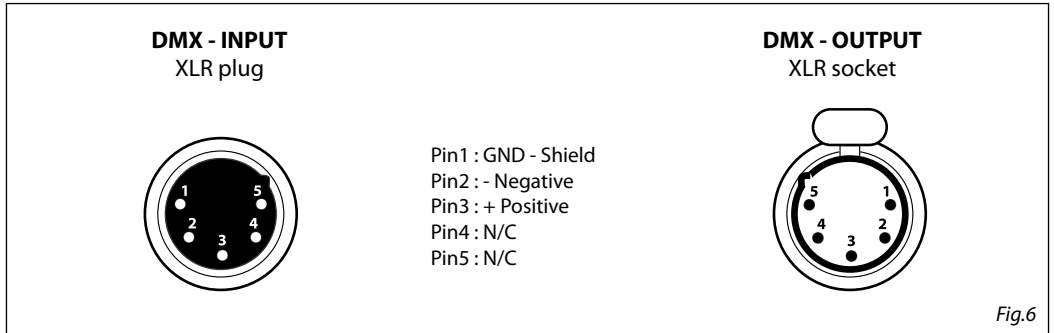 DMX - INPUT
XLR plug
1
5
2
4
3
Pin1 : GND - Shield
Pin2 : - Negative
Pin3 : + Positive
Pin4 : N/C
Pin5 : N/C
DMX - OUTPUT
XLR socket
5
1
4
2
3
Fig.6